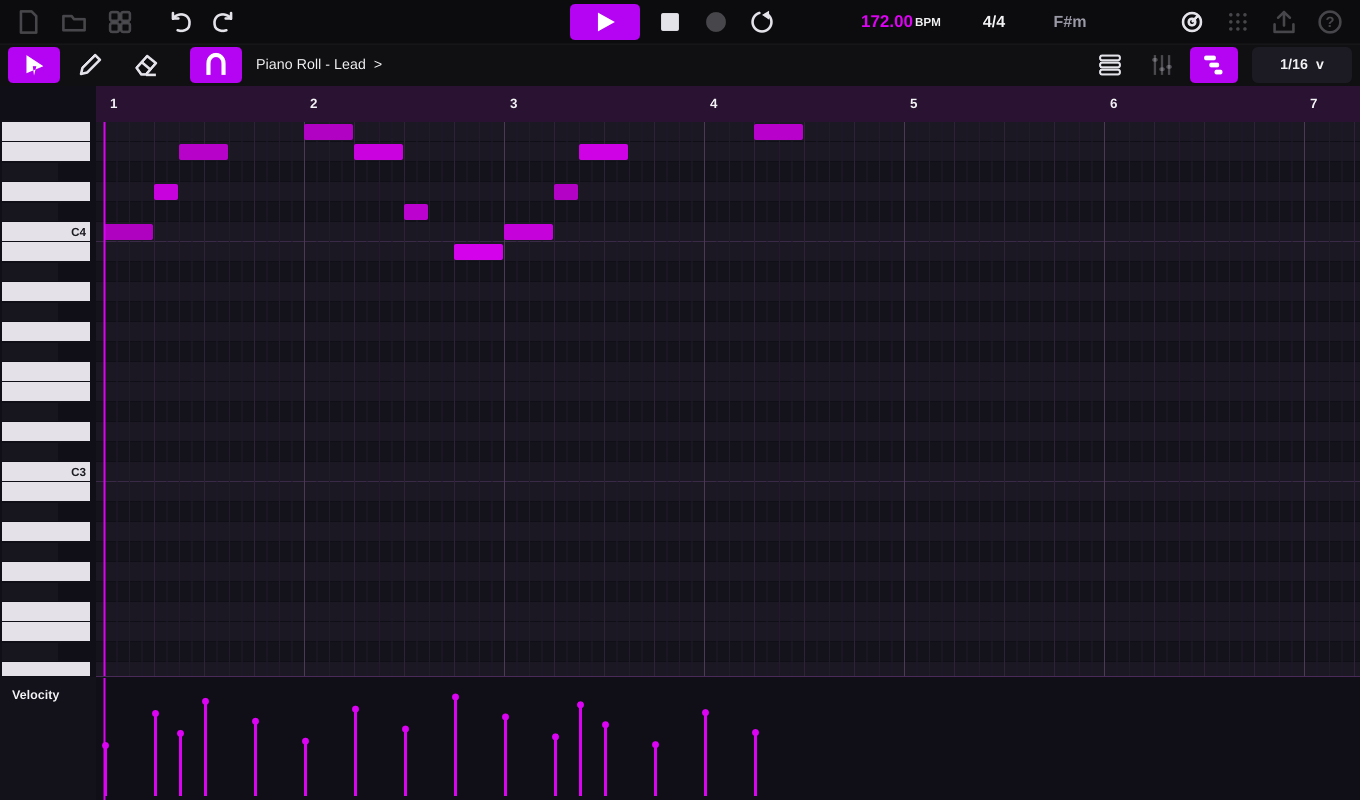 172.00 BPM 4/4 F#m ?
Piano Roll - Lead > 1/16 v
1 2 3 4 5 6 7
C4
C3
Velocity